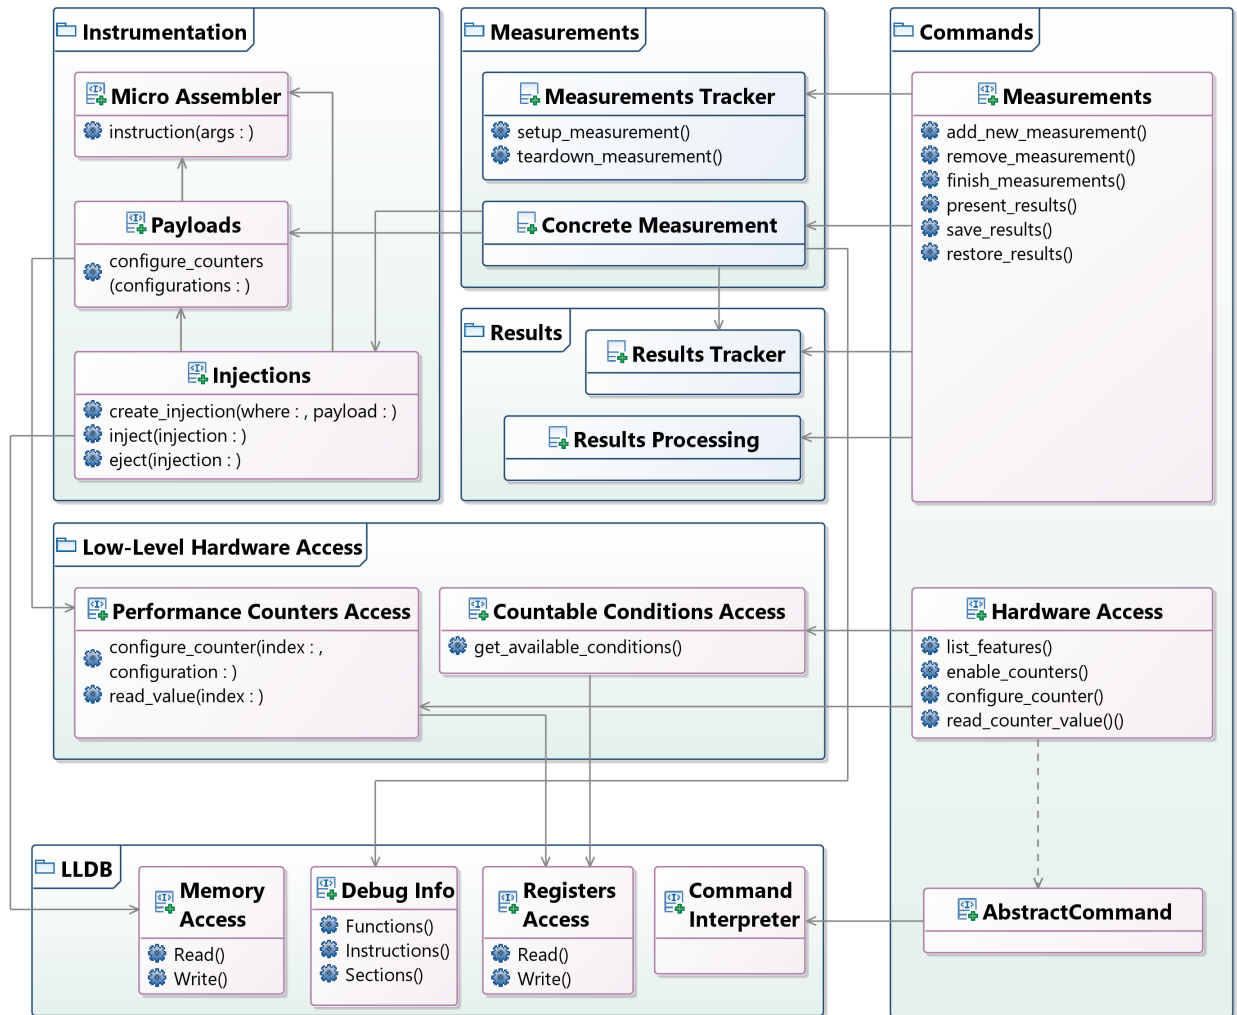 Instrumentation
Micro Assembler
instruction(args : )
Payloads
configure_counters
(configurations : )
Injections
create_injection(where : , payload : )
inject(injection : )
eject(injection : )
Measurements
Measurements Tracker
setup_measurement()
teardown_measurement()
Concrete Measurement
Results
Results Tracker
Results Processing
Commands
Measurements
add_new_measurement()
remove_measurement()
finish_measurements()
present_results()
save_results()
restore_results()
Low-Level Hardware Access
Performance Counters Access
configure_counter(index : ,
configuration : )
read_value(index : )
Countable Conditions Access
get_available_conditions()
Hardware Access
list_features()
enable_counters()
configure_counter()
read_counter_value()()
LLDB
Memory
Access
Read()
Write()
Debug Info
Functions()
Instructions()
Sections()
Registers
Access
Read()
Write()
Command
Interpreter
AbstractCommand